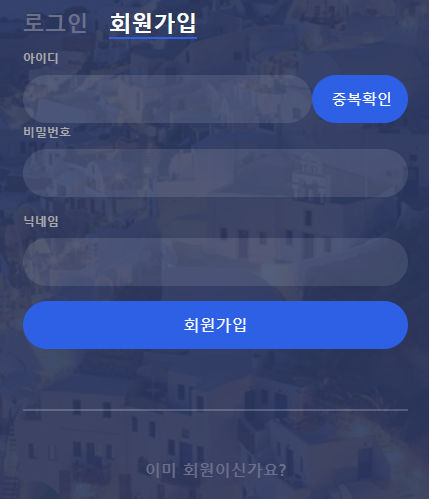 로그인 회원가입
아이디
중복확인
비밀번호
닉네임
회원가입
이미 회원이신가요?